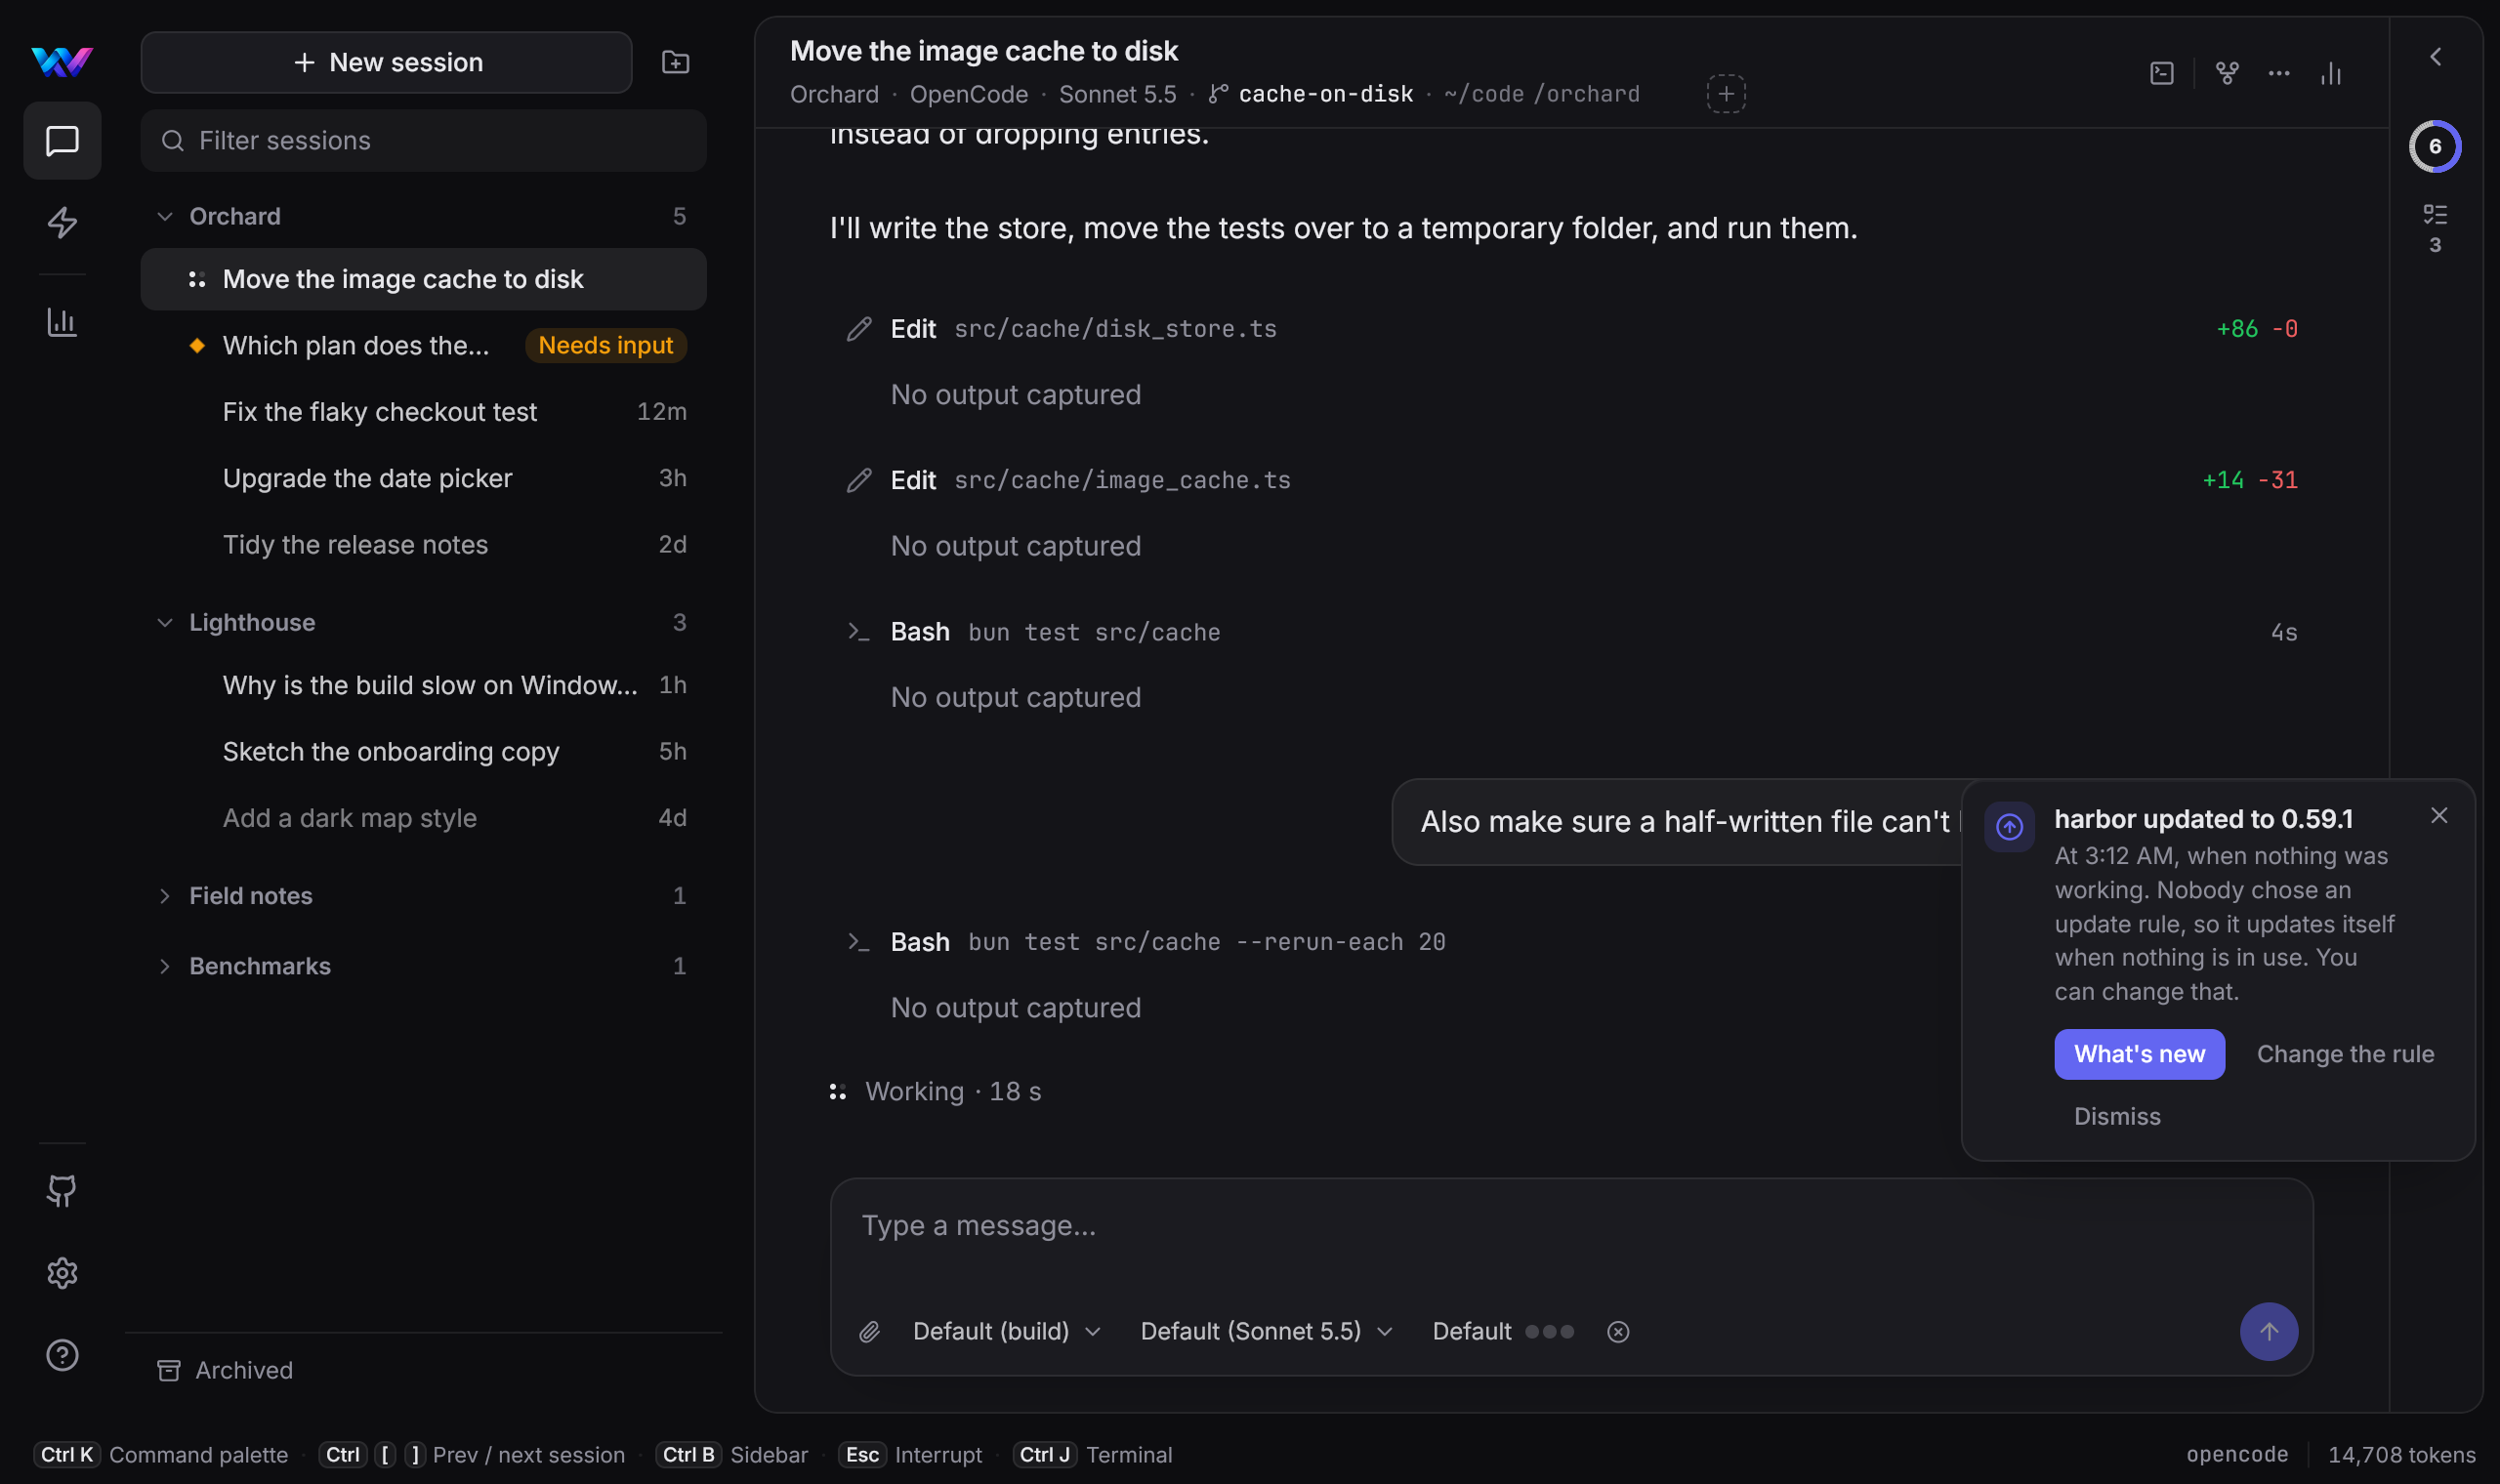 New session
Filter sessions
Orchard 5
Move the image cache to disk
Which plan does the... Needs input
Fix the flaky checkout test 12m
Upgrade the date picker 3h
Tidy the release notes 2d
Lighthouse 3
Why is the build slow on Window... 1h
Sketch the onboarding copy 5h
Add a dark map style 4d
Field notes 1
Benchmarks 1
Archived
Move the image cache to disk
Orchard · OpenCode · Sonnet 5.5 · cache-on-disk · ~/code /orchard
instead of dropping entries.
I'll write the store, move the tests over to a temporary folder, and run them.
Edit src/cache/disk_store.ts +86 -0
No output captured
Edit src/cache/image_cache.ts +14 -31
No output captured
Bash bun test src/cache 4s
No output captured
Also make sure a half-written file can't
Bash bun test src/cache --rerun-each 20
No output captured
Working · 18 s
6
3
harbor updated to 0.59.1
At 3:12 AM, when nothing was
working. Nobody chose an
update rule, so it updates itself
when nothing is in use. You
can change that.
What's new Change the rule
Dismiss
Type a message...
Default (build) Default (Sonnet 5.5) Default
Ctrl K Command palette · Ctrl [ ] Prev / next session · Ctrl B Sidebar · Esc Interrupt · Ctrl J Terminal
opencode 14,708 tokens